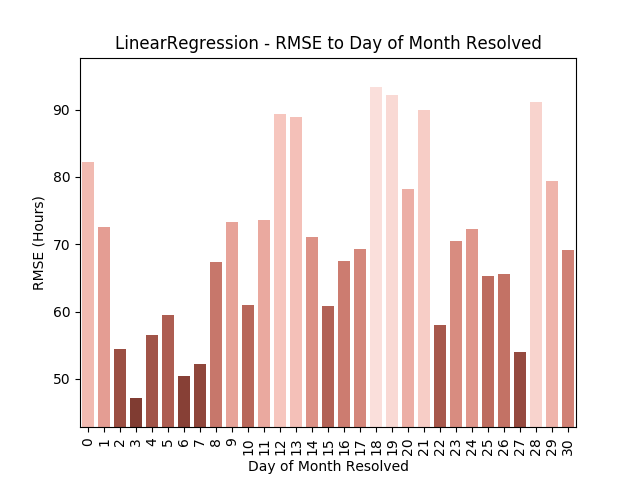 LinearRegression - RMSE to Day of Month Resolved
90
80
70
60
50
RMSE (Hours)
0 1 2 3 4 5 6 7 8 9 10 11 12 13 14 15 16 17 18 19 20 21 22 23 24 25 26 27 28 29 30
Day of Month Resolved